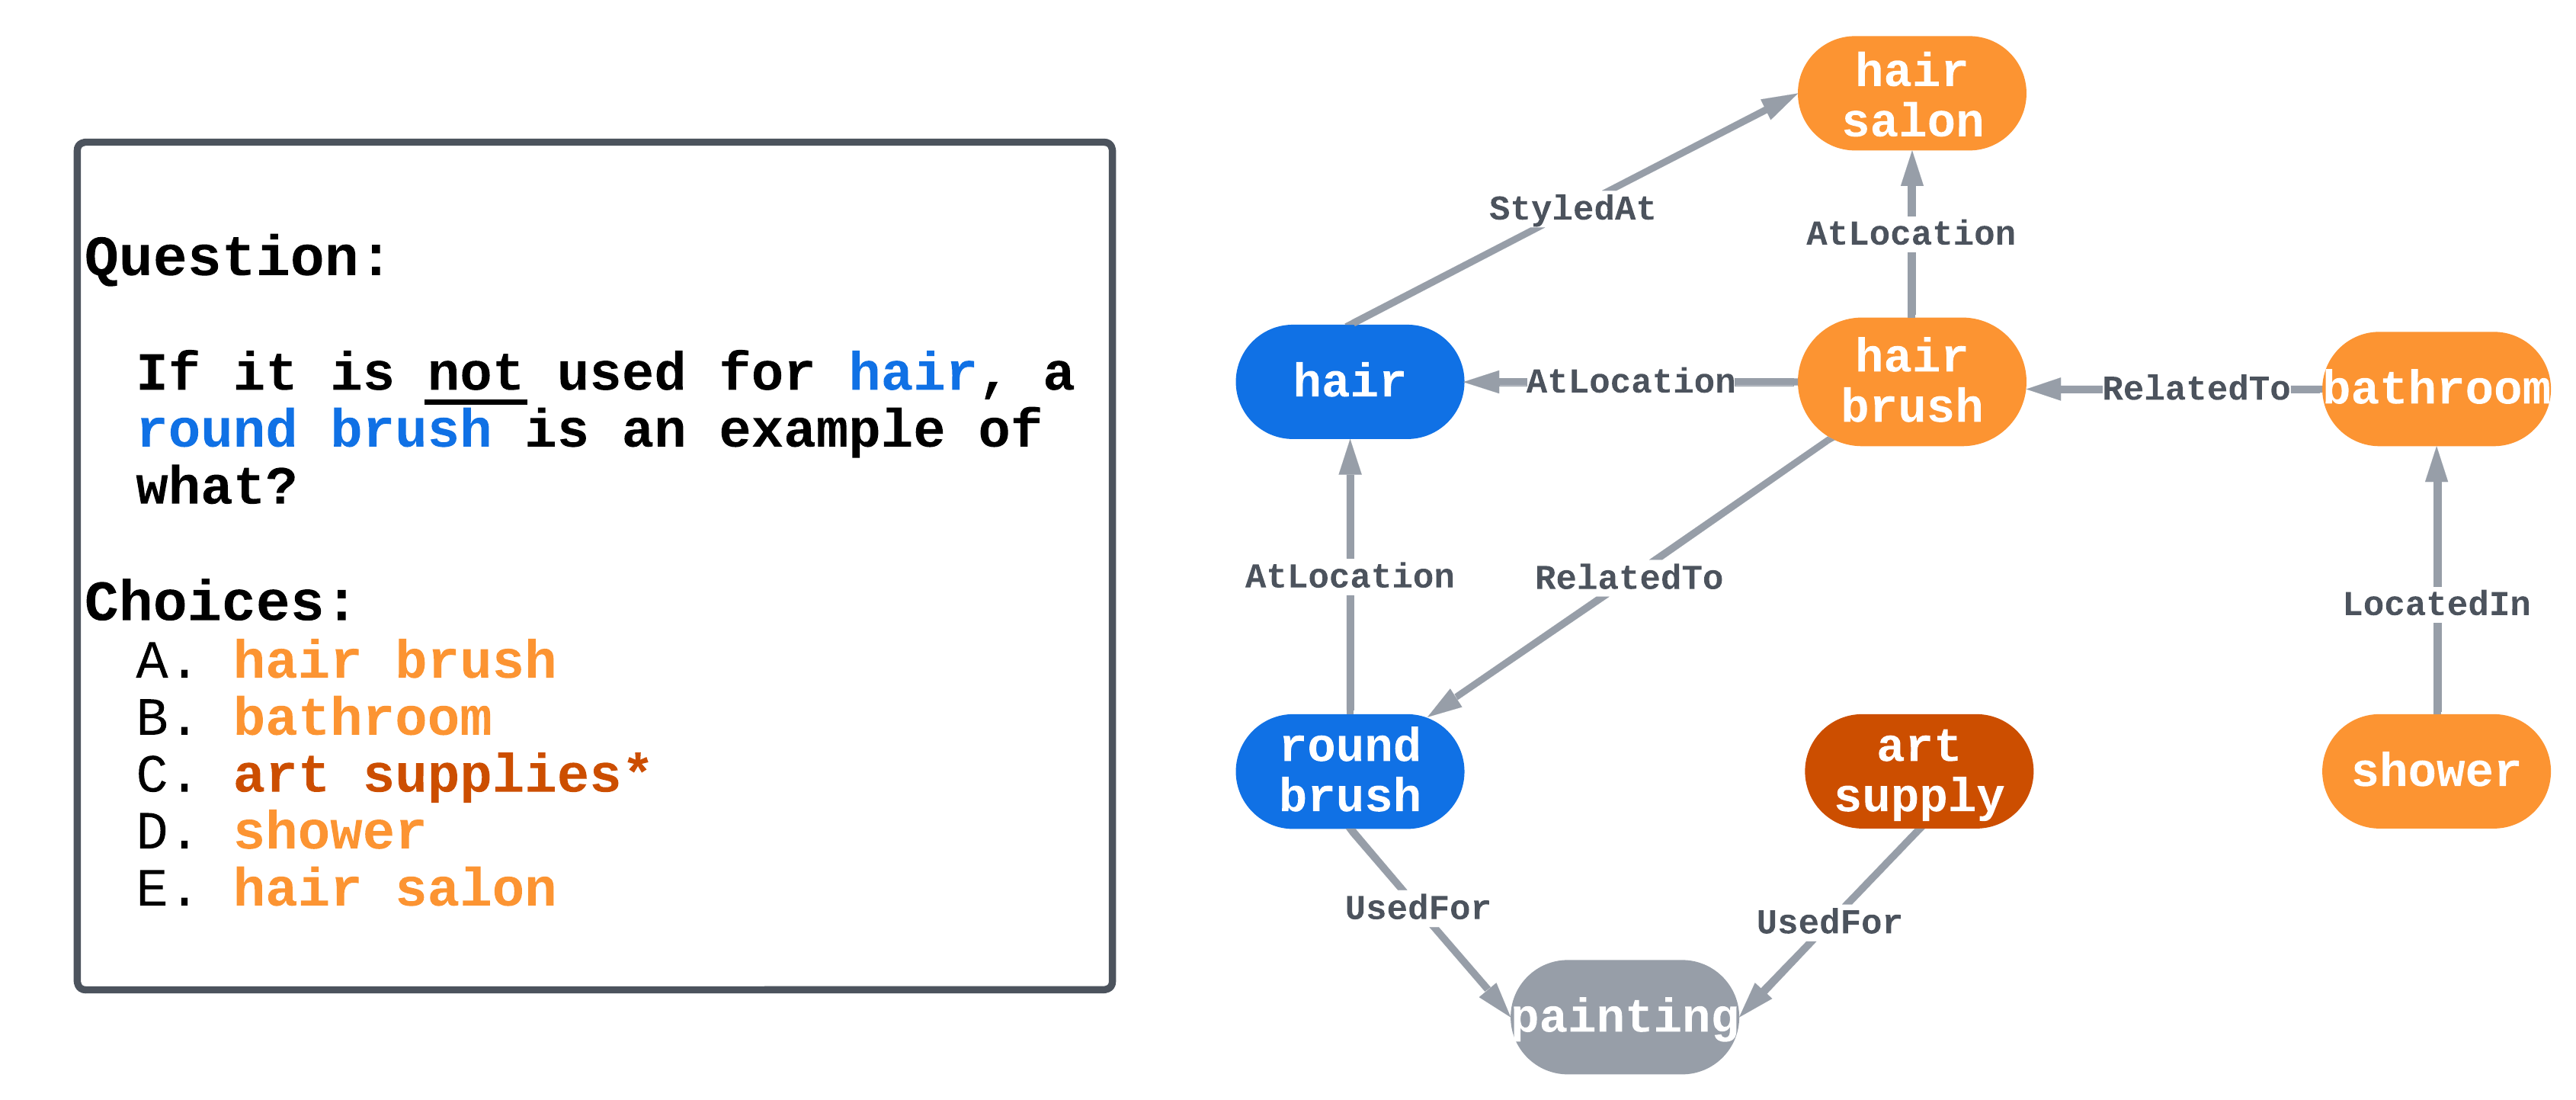 Question:
If it is not used for hair, a
round brush is an example of
what?
Choices:
A. hair brush
B. bathroom
C. art supplies*
D. shower
E. hair salon
hair
salon
StyledAt
AtLocation
hair
AtLocation
hair
brush
RelatedTo
bathroom
AtLocation
RelatedTo
LocatedIn
round
brush
art
supply
shower
UsedFor
UsedFor
painting